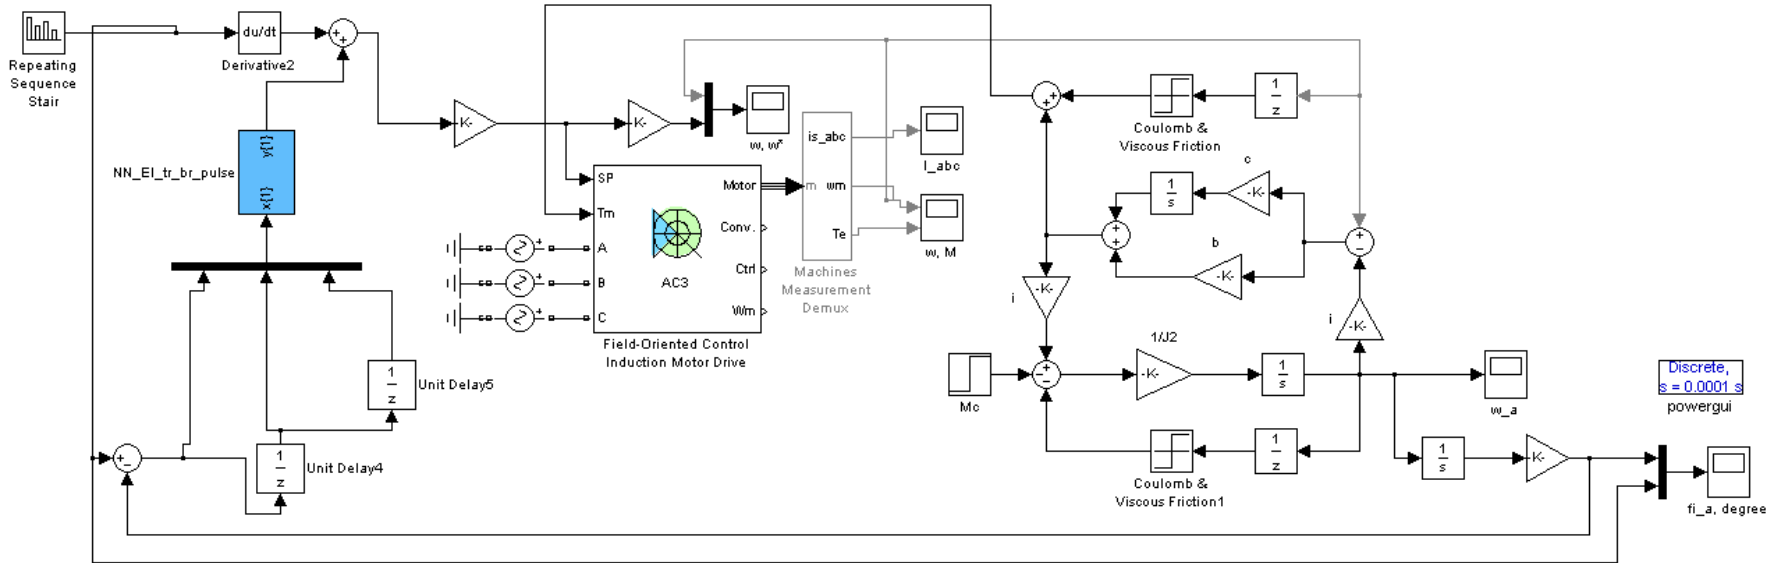 Repeating
Sequence
Stair
du/dt
Derivative2
+
+
NN_EI_tr_br_pulse
y{1}
x{1}
-K-
-K-
w, w*
is_abc
m
wm
Te
Machines
Measurement
Demux
I_abc
w, M
SP
Tm
A
B
C
Motor
Conv.
Ctrl
Wm
AC3
Field-Oriented Control
Induction Motor Drive
+
+
+
+
Coulomb &
Viscous Friction
1
z
1
s
c
-K-
b
-K-
+
+
+
−
i
-K-
i
-K-
1/J2
-K-
1
s
Mc
+
−
−
w_a
Coulomb &
Viscous Friction1
1
z
1
s
K-
fi_a, degree
Discrete,
s = 0.0001 s
powergui
1
z
Unit Delay5
1
z
Unit Delay4
+
−